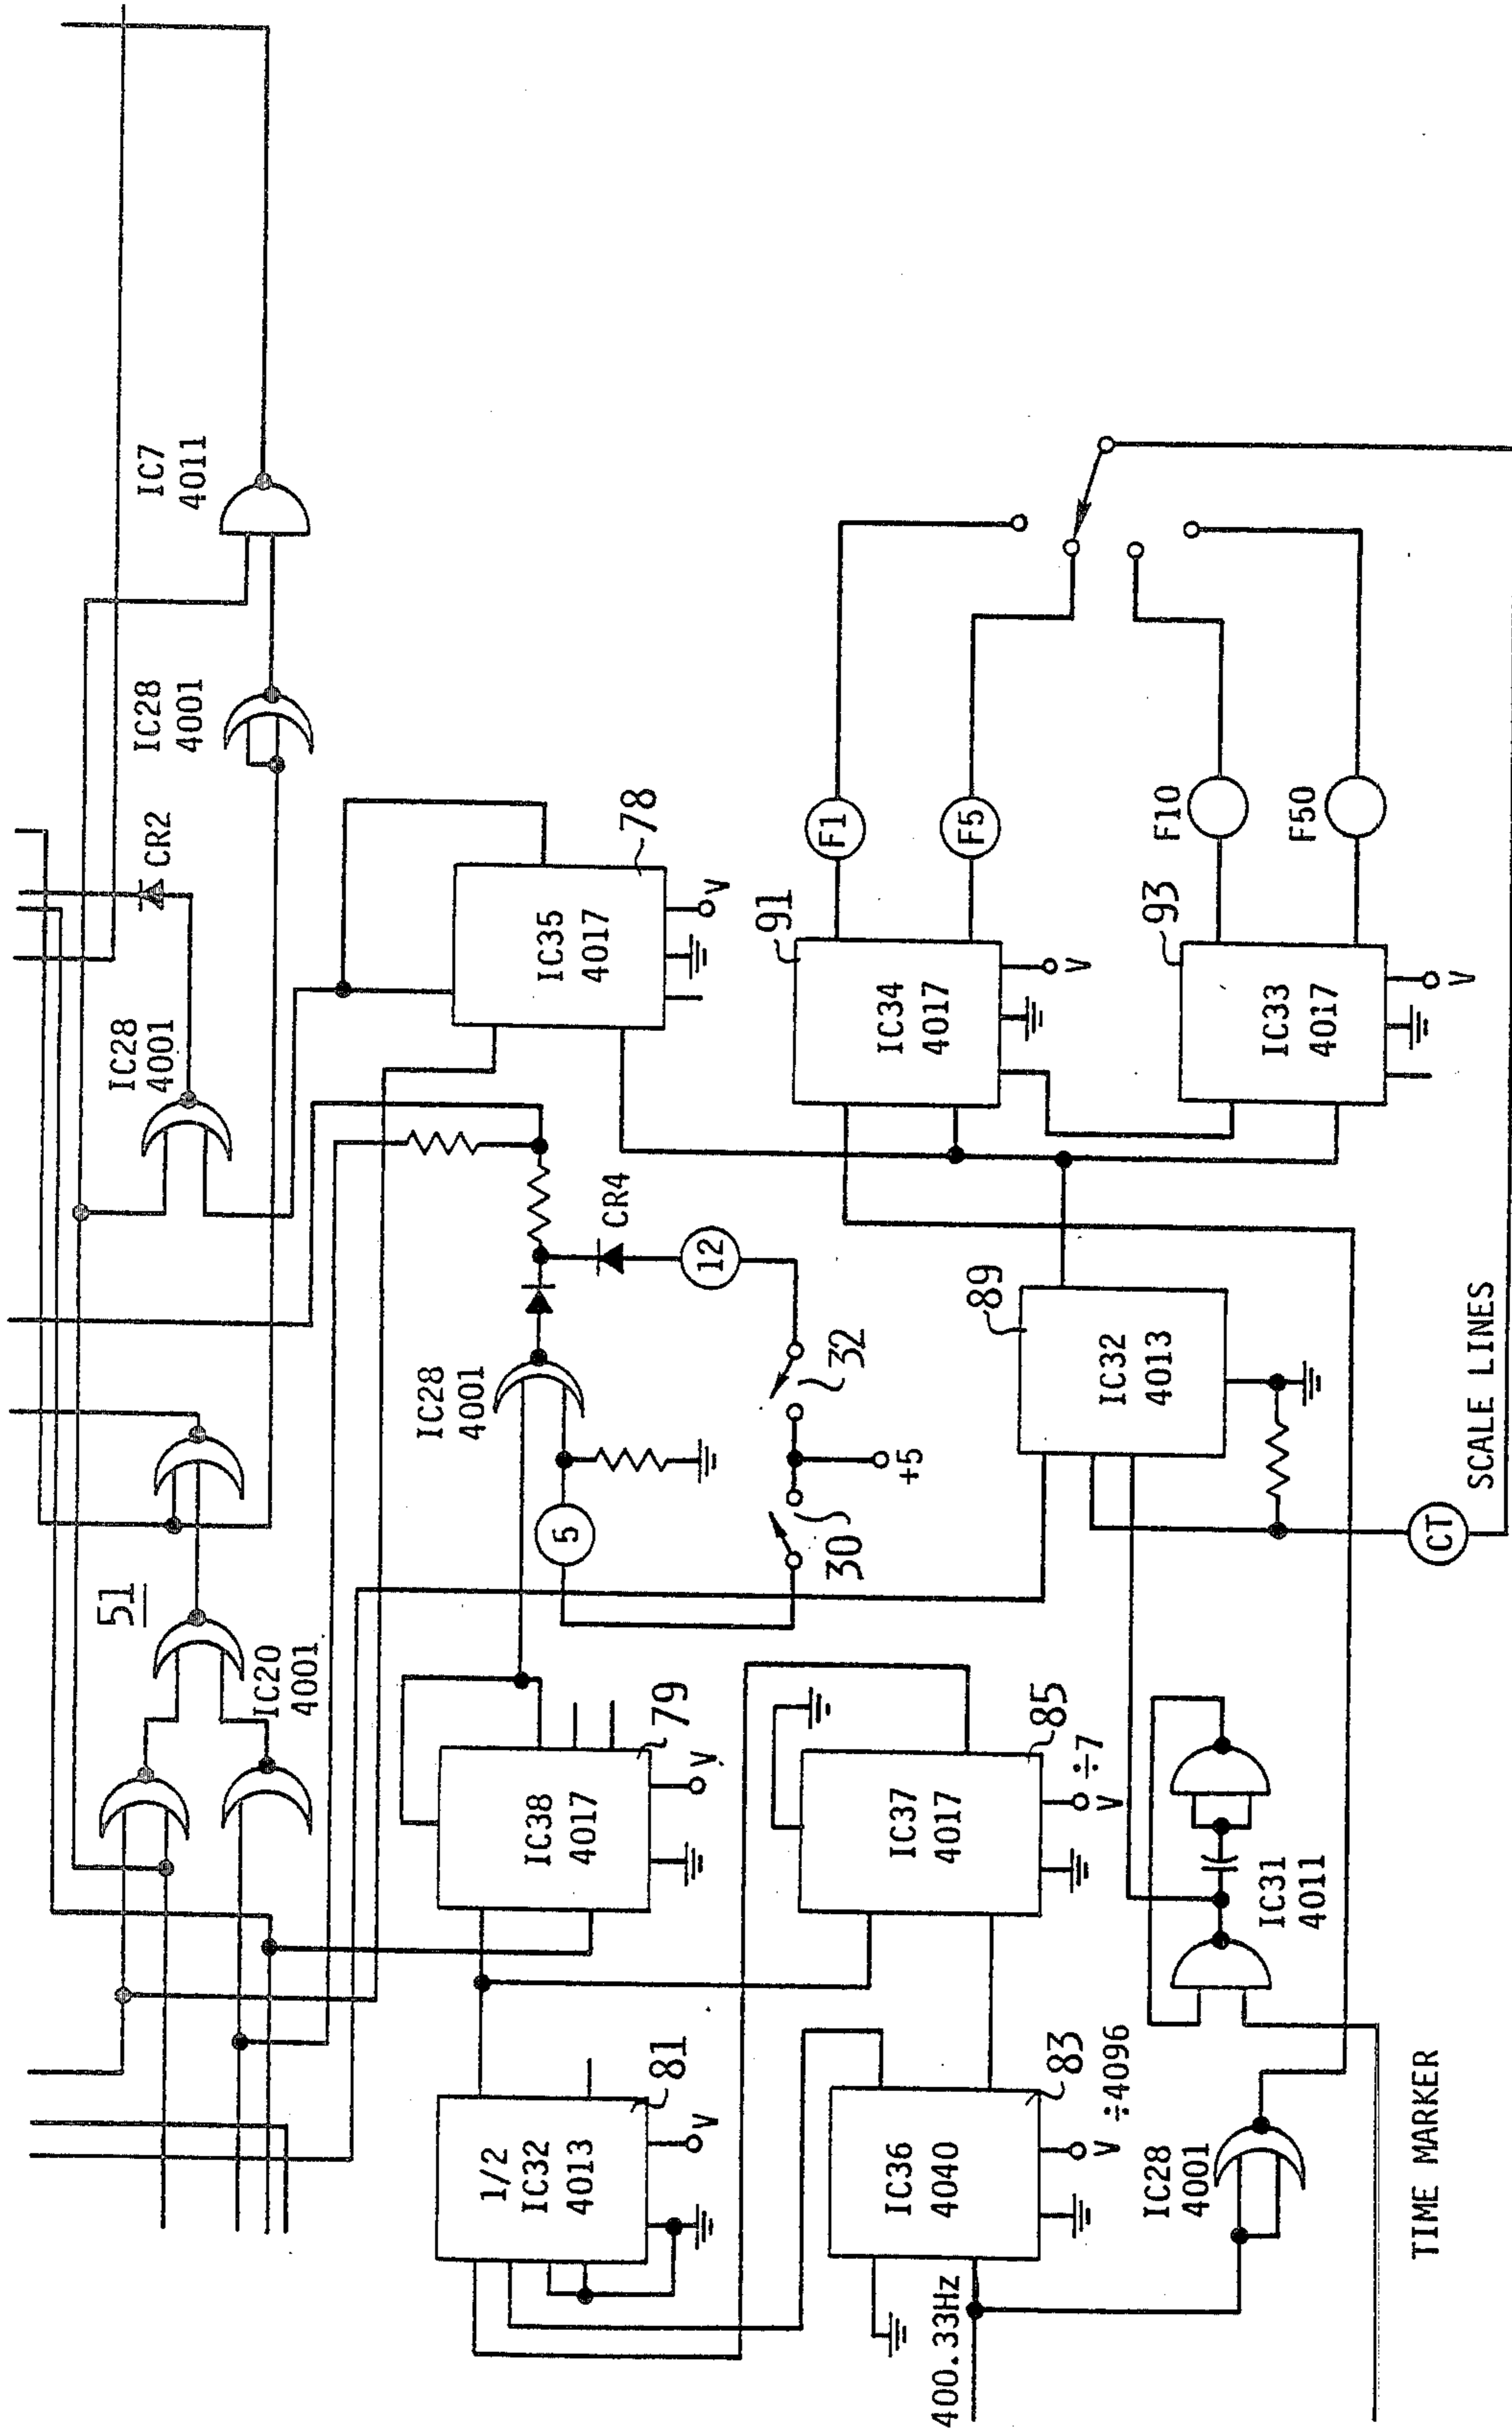 51
IC20
4001
IC28
4001
CR2
IC28
4001
IC7
4011
1/2
IC32
4013
81
V
IC38
4017
79
V
IC28
4001
5
30
+5
32
12
CR4
IC35
4017
78
V
400.33Hz
IC36
4040
83
V
÷4096
IC37
4017
85
V
÷7
IC28
4001
IC31
4011
IC32
4013
89
IC34
4017
91
V
F1
F5
IC33
4017
93
V
F10
F50
CT
TIME MARKER
SCALE LINES